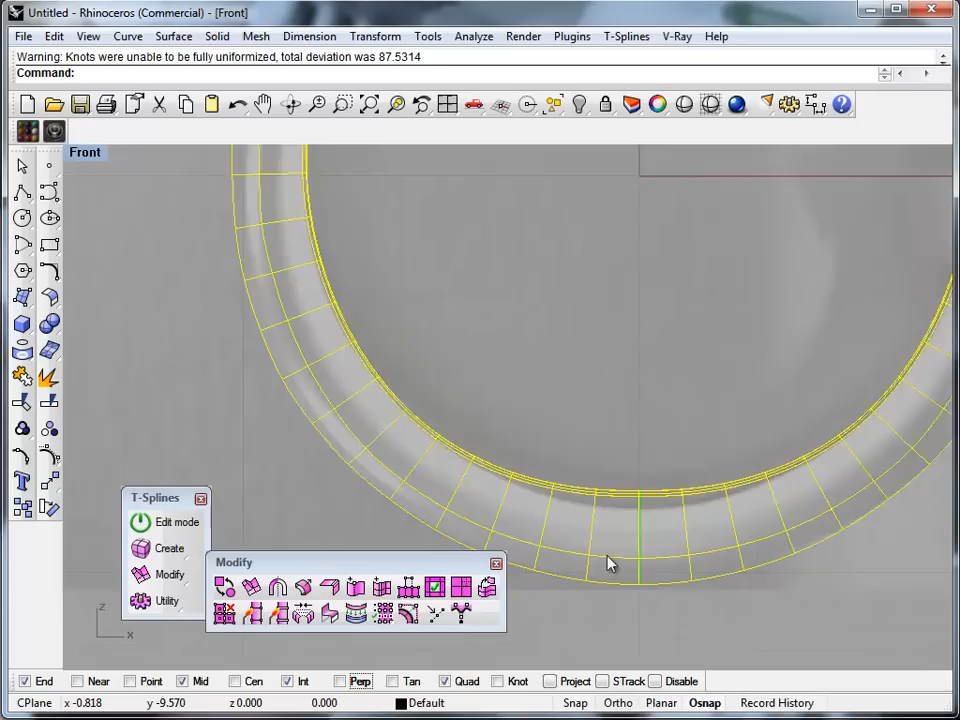 Untitled - Rhinoceros (Commercial) - [Front]
File Edit View Curve Surface Solid Mesh Dimension Transform Tools Analyze Render Plugins T-Splines V-Ray Help
Warning: Knots were unable to be fully uniformized, total deviation was 87.5314
Command:
Front
T-Splines
Edit mode
Create
Modify
Utility
Modify
z
x
End Near Point Mid Cen Int Perp Tan Quad Knot Project STrack Disable
CPlane x -0.818 y -9.570 z 0.000 0.000 Default Snap Ortho Planar Osnap Record History